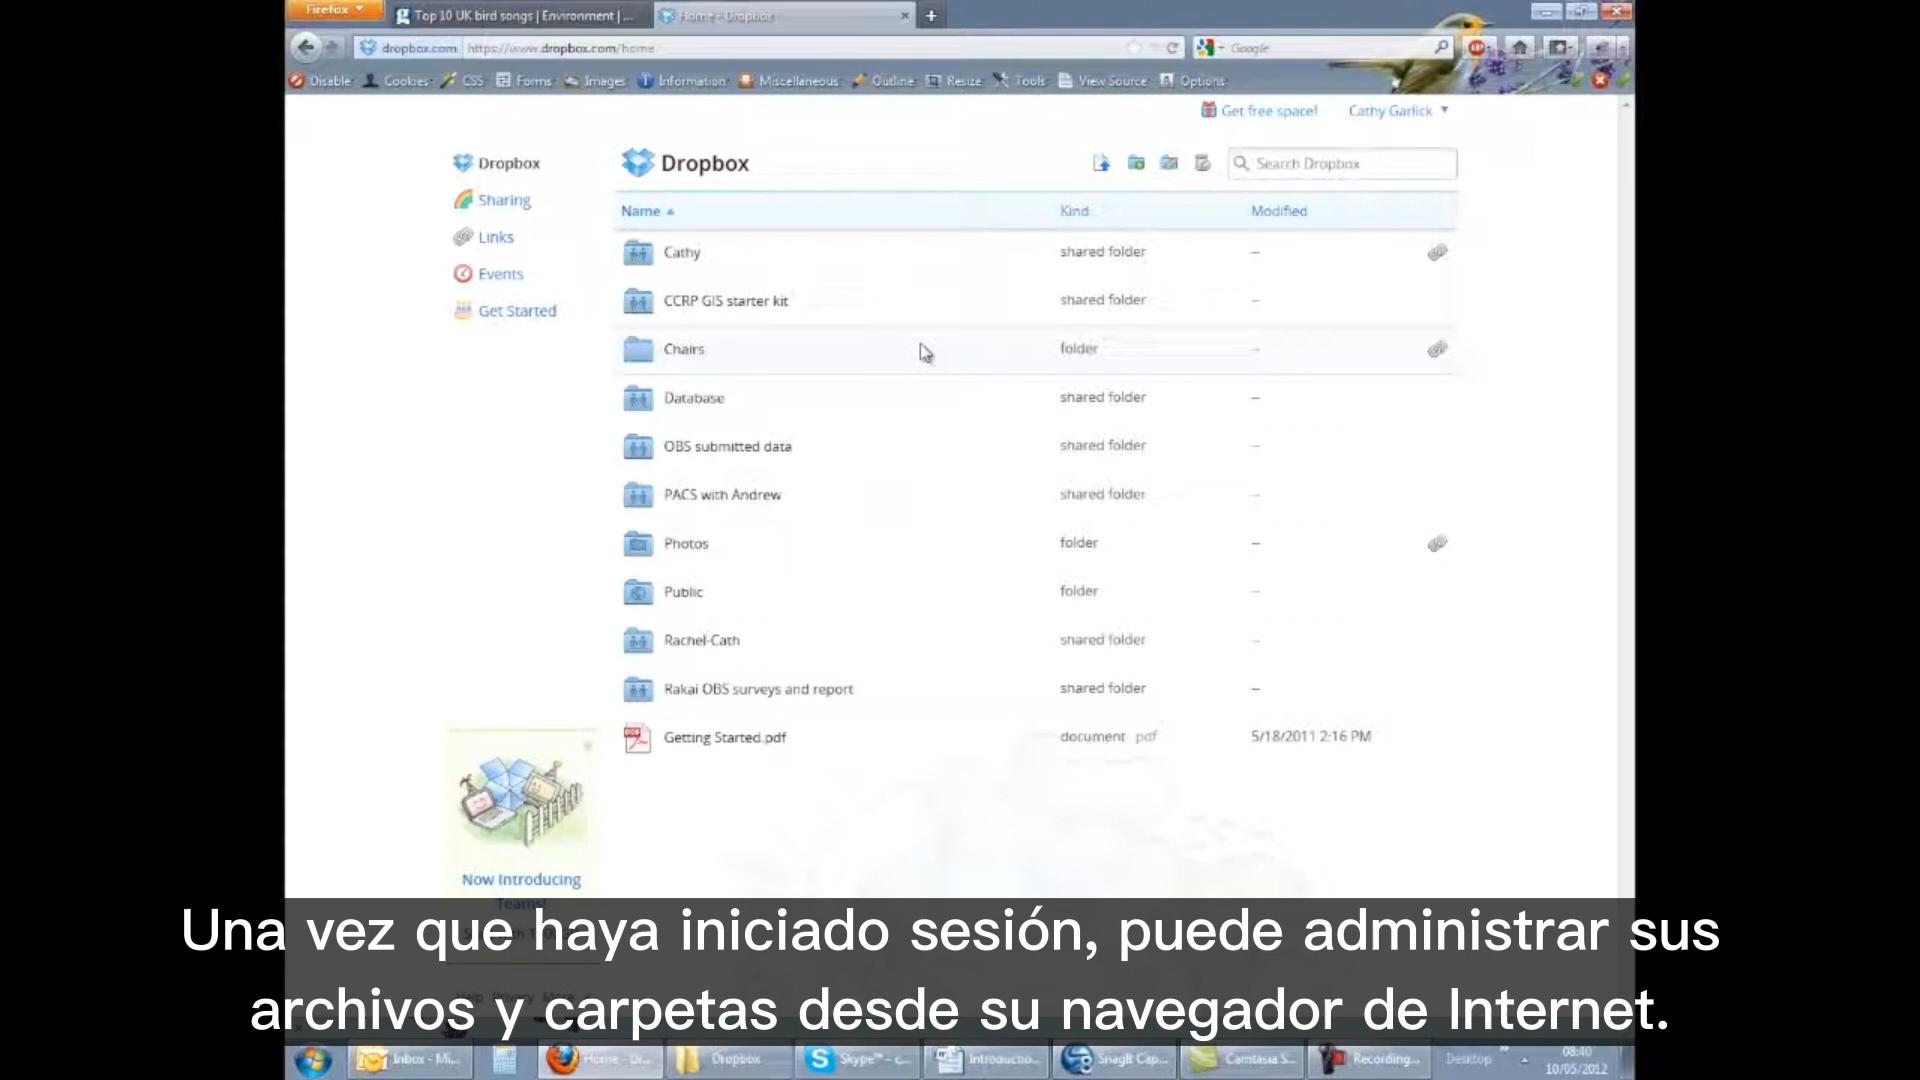 Firefox
Top 10 UK bird songs | Environment | ...
Home - Dropbox
dropbox.com
https://www.dropbox.com/home
Google
Disable
Cookies
CSS
Forms
Images
Information
Miscellaneous
Outline
Resize
Tools
View Source
Options
Get free space!
Cathy Garlick
Dropbox
Sharing
Links
Events
Get Started
Dropbox
Search Dropbox
Name
Kind
Modified
Cathy
shared folder
--
CCRP GIS starter kit
shared folder
--
Chairs
folder
--
Database
shared folder
--
OBS submitted data
shared folder
--
PACS with Andrew
shared folder
--
Photos
folder
--
Public
folder
--
Rachel-Cath
shared folder
--
Rakai OBS surveys and report
shared folder
--
Getting Started.pdf
document pdf
5/18/2011 2:16 PM
Now Introducing
Teams!
Una vez que haya iniciado sesión, puede administrar sus
archivos y carpetas desde su navegador de Internet.
Help Privacy More
Inbox - Mi...
Home - Dr...
Dropbox
Skype™ - c...
Introductio...
SnagIt Cap...
Camtasia S...
Recording...
Desktop
08:40
10/05/2012